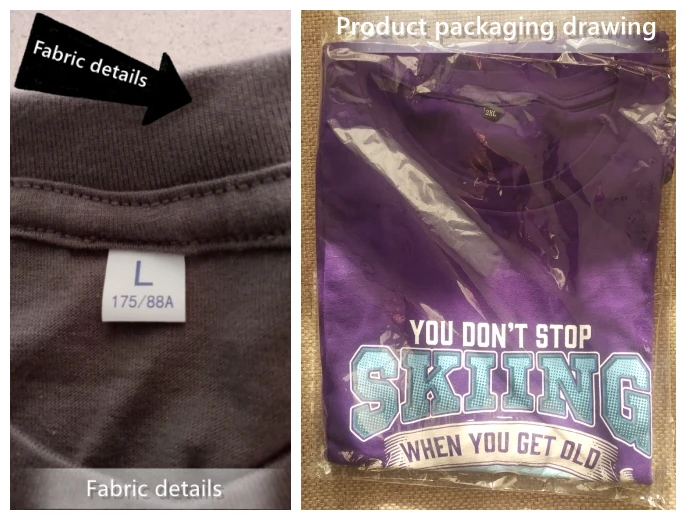 Fabric details
L
175/88A
Fabric details
Product packaging drawing
2XL
YOU DON'T STOP
SKIING
WHEN YOU GET OLD